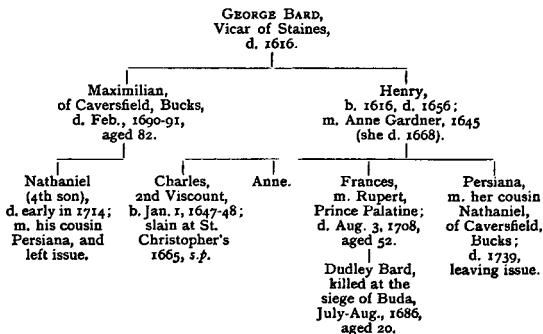 GEORGE BARD,
Vicar of Staines,
d. 1616.
Maximilian,
of Caversfield, Bucks,
d. Feb., 1690-91,
aged 82.
Henry,
b. 1616, d. 1656;
m. Anne Gardner, 1645
(she d. 1668).
Nathaniel
(4th son),
d. early in 1714;
m. his cousin
Persiana, and
left issue.
Charles,
2nd Viscount,
b. Jan. 1, 1647-48;
slain at St.
Christopher's
1665, s.p.
Anne.
Frances,
m. Rupert,
Prince Palatine;
d. Aug. 3, 1708,
aged 52.
Dudley Bard,
killed at the
siege of Buda,
July-Aug., 1686,
aged 20.
Persiana,
m. her cousin
Nathaniel,
of Caversfield,
Bucks;
d. 1739,
leaving issue.